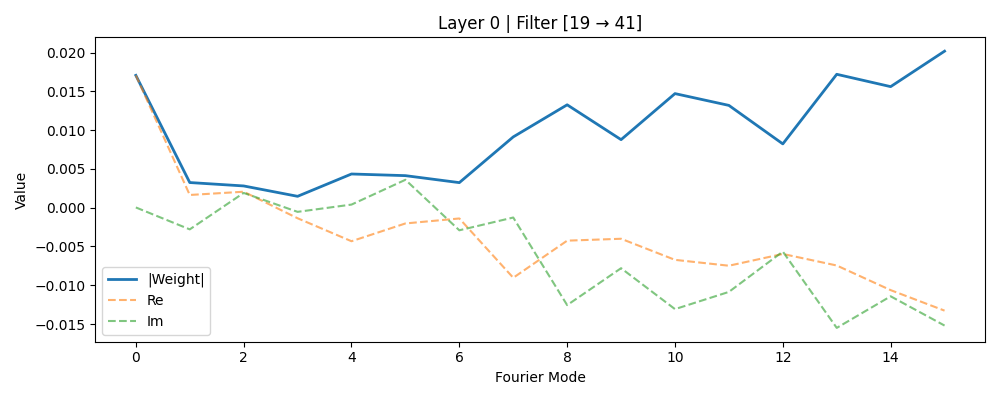 Layer 0 | Filter [19 → 41]
Value
0.020
0.015
0.010
0.005
0.000
−0.005
−0.010
−0.015
|Weight|
Re
Im
0 2 4 6 8 10 12 14
Fourier Mode